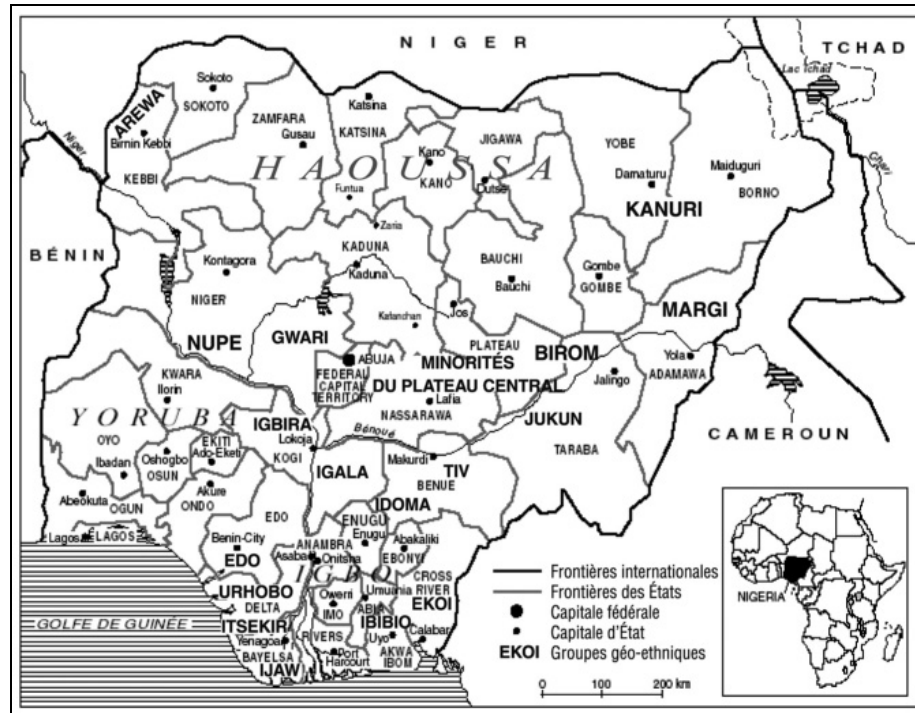 NIGER
TCHAD
Lac Tchad
Sokoto
SOKOTO
AREWA
Birnin Kebbi
KEBBI
ZAMFARA
Gusau
Katsina
KATSINA
Funtua
HAOUSSA
Kano
KANO
JIGAWA
Dutse
YOBE
Damaturu
Maiduguri
BORNO
KANURI
Niger
Chari
BÉNIN
Zaria
KADUNA
Kaduna
Kontagora
NIGER
NUPE
GWARI
Katanchan
BAUCHI
Bauchi
Jos
Gombe
GOMBE
MARGI
PLATEAU
MINORITÉS
DU PLATEAU CENTRAL
BIROM
ABUJA
FEDERAL
CAPITAL
TERRITORY
Lafia
NASSARAWA
Jalingo
Yola
ADAMAWA
JUKUN
TARABA
CAMEROUN
KWARA
Ilorin
YORUBA
OYO
Ibadan
Oshogbo
OSUN
EKITI
Ado-Eketi
Abeokuta
OGUN
Akure
ONDO
Lagos
LAGOS
IGBIRA
Lokoja
KOGI
Bénoué
IGALA
Makurdi
TIV
BENUE
IDOMA
EDO
Benin-City
EDO
ENUGU
Enugu
Abakaliki
EBONYI
ANAMBRA
Asaba
Onitsha
IGBO
URHOBO
DELTA
ITSEKIRI
Yenagoa
BAYELSA
IJAW
Owerri
IMO
Umuahia
ABIA
RIVERS
Port
Harcourt
IBIBIO
Uyo
AKWA
IBOM
CROSS
RIVER
EKOI
Calabar
GOLFE DE GUINÉE
Frontières internationales
Frontières des États
Capitale fédérale
Capitale d'État
EKOI Groupes géo-ethniques
0 100 200 km
NIGERIA